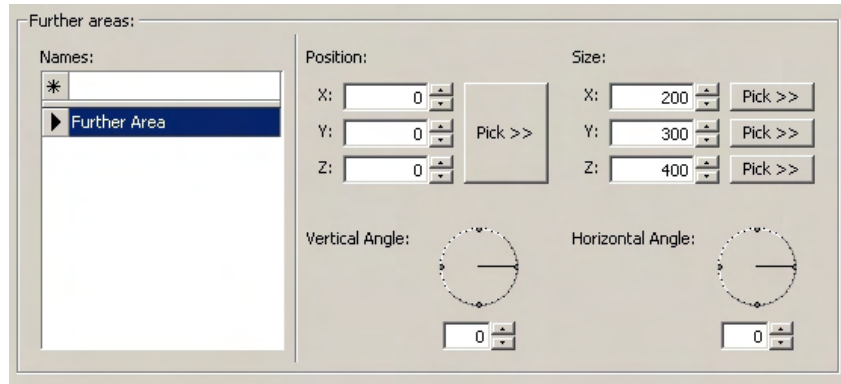 Further areas:
Names:
Position:
Size:
*
X: 0
X: 200 Pick >>
Further Area
Y: 0 Pick >>
Y: 300 Pick >>
Z: 0
Z: 400 Pick >>
Vertical Angle:
Horizontal Angle:
0
0